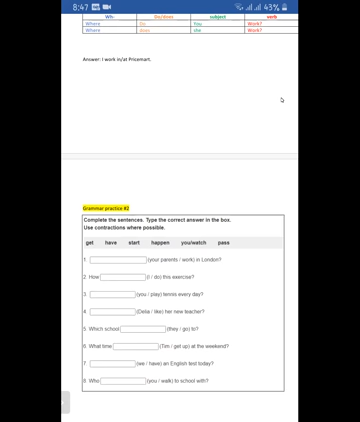 8:47
43%
Wh- Do/does subject verb
Where Do You Work?
Where does she Work?
Answer: I work in/at Pricemart.
Grammar practice #2
Complete the sentences. Type the correct answer in the box.
Use contractions where possible.
get have start happen you/watch pass
1. (your parents / work) in London?
2. How (I / do) this exercise?
3. (you / play) tennis every day?
4. (Delia / like) her new teacher?
5. Which school (they / go) to?
6. What time (Tim / get up) at the weekend?
7. (we / have) an English test today?
8. Who (you / walk) to school with?